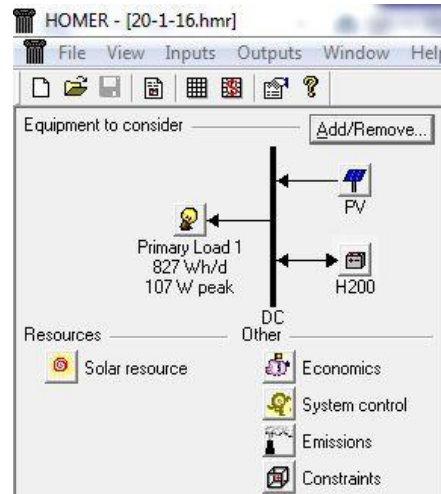 HOMER - [20-1-16.hmr]
File View Inputs Outputs Window Help
Equipment to consider
Add/Remove...
PV
Primary Load 1
827 Wh/d
107 W peak
H200
DC
Resources
Other
Solar resource
Economics
System control
Emissions
Constraints